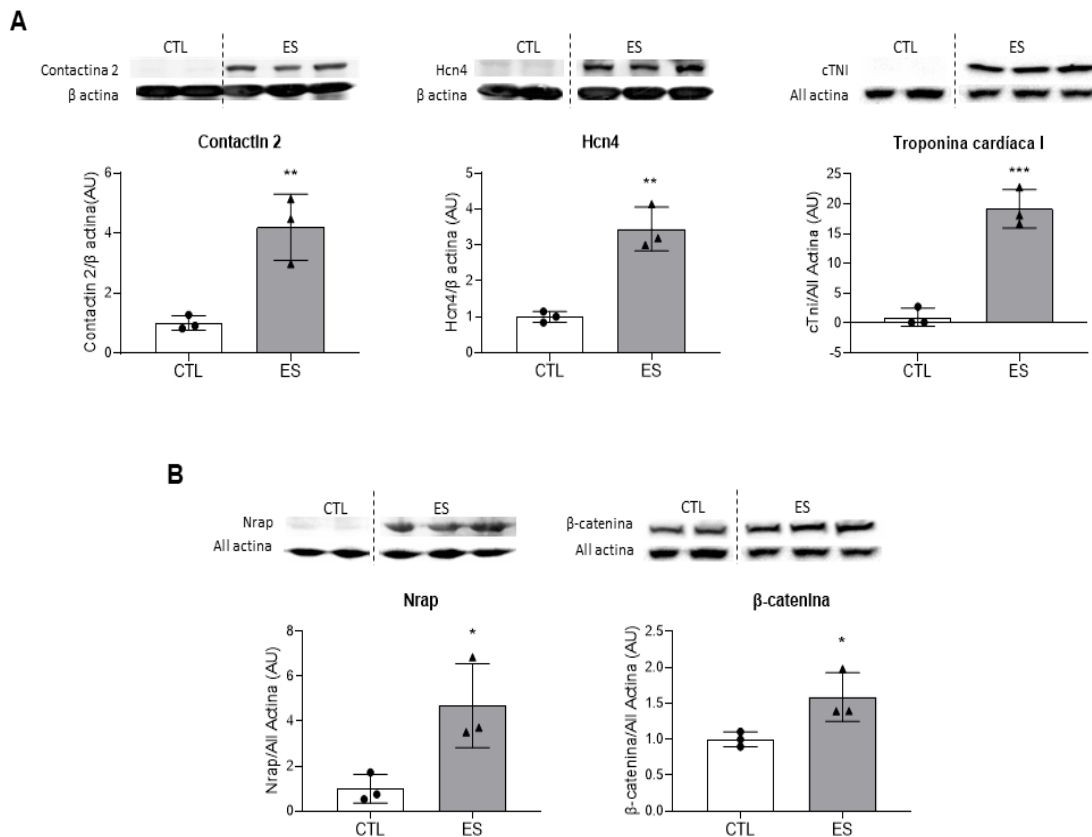 A
CTL ES
Contactina 2
β actina
Contactin 2
Contactin 2/β actina(AU)
6
4
2
0
**
CTL ES
CTL ES
Hcn4
β actina
Hcn4
Hcn4/β actina (AU)
5
4
3
2
1
0
**
CTL ES
CTL ES
cTNI
All actina
Troponina cardíaca I
cTni/All Actina (AU)
25
20
15
10
5
0
-5
***
CTL ES
B
CTL ES
Nrap
All actina
Nrap
Nrap/All Actina (AU)
8
6
4
2
0
*
CTL ES
CTL ES
β-catenina
All actina
β-catenina
β-catenina/All Actina (AU)
2.5
2.0
1.5
1.0
0.5
0.0
*
CTL ES